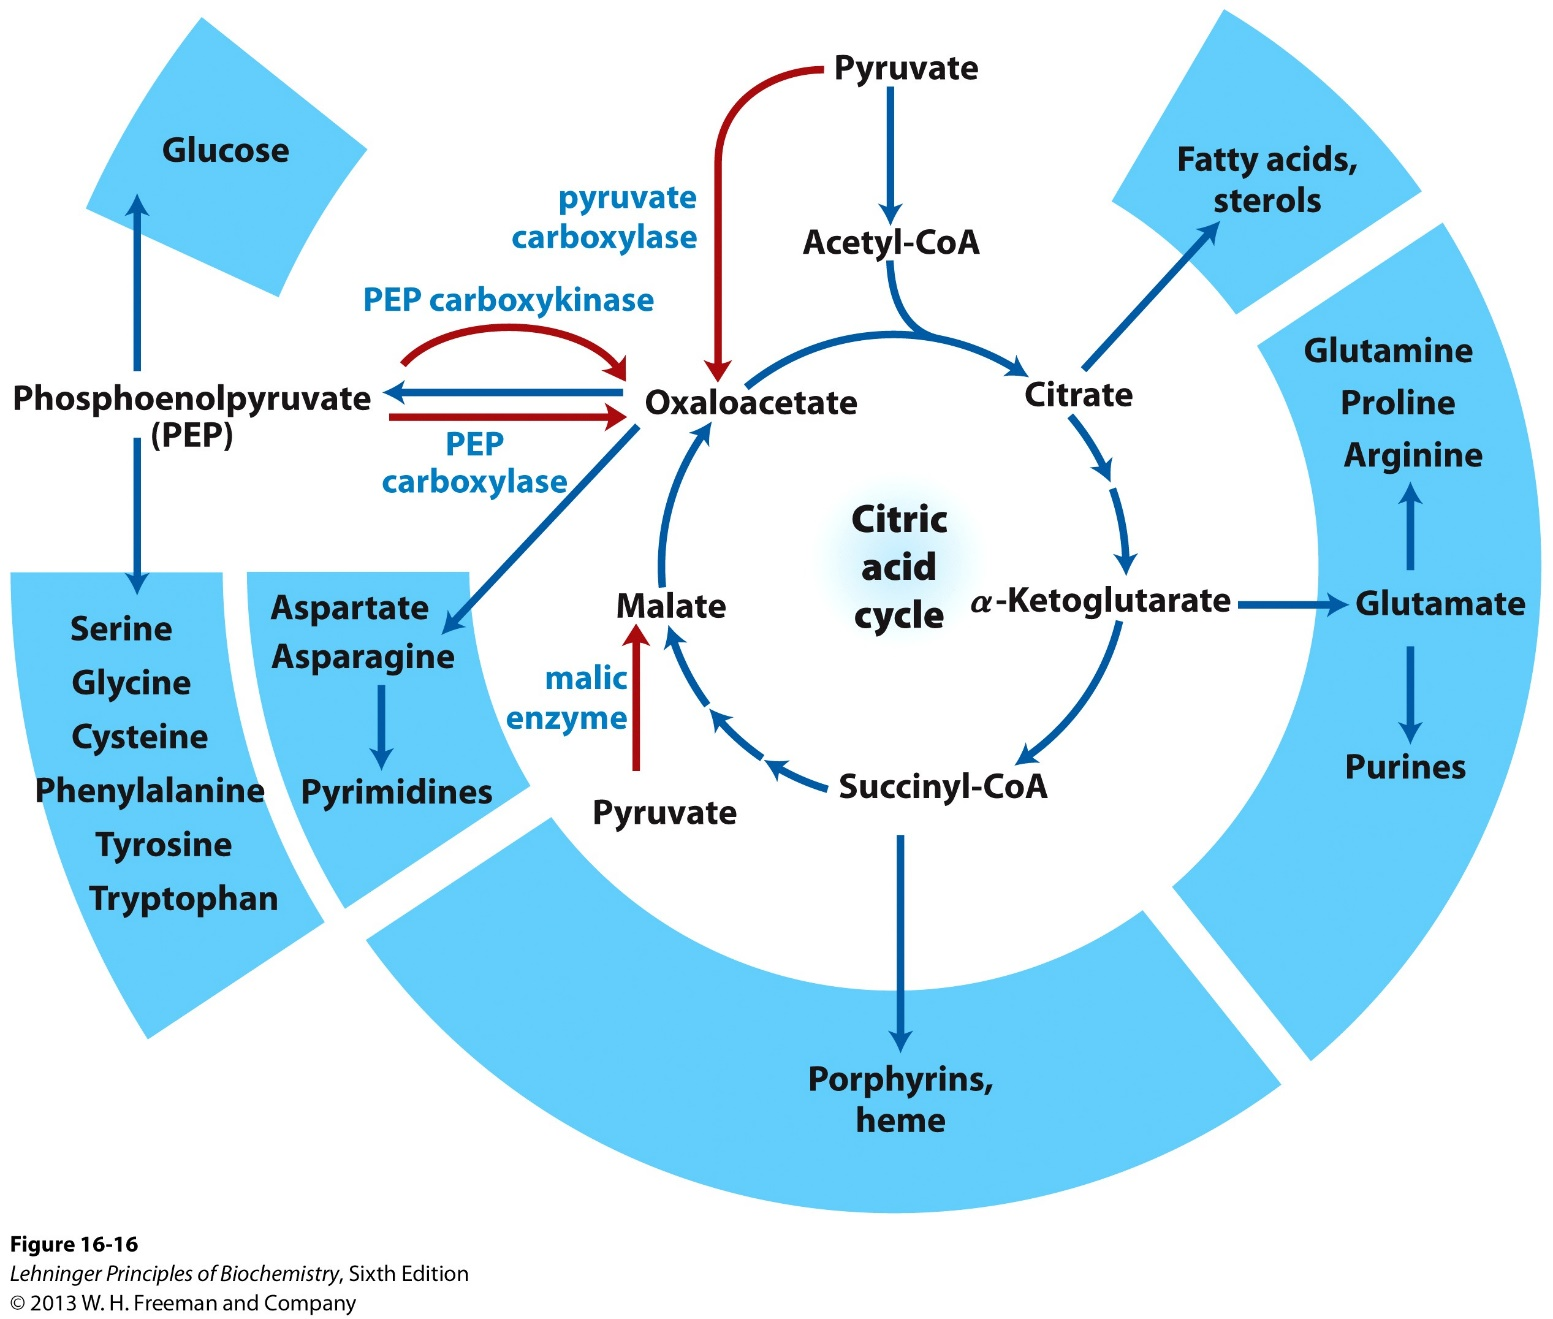 Pyruvate
Glucose
Fatty acids,
sterols
pyruvate
carboxylase
Acetyl-CoA
PEP carboxykinase
Phosphoenolpyruvate
(PEP)
Oxaloacetate
Citrate
PEP
carboxylase
Glutamine
Proline
Arginine
Citric
acid
cycle
Malate
α-Ketoglutarate
Glutamate
Purines
Aspartate
Asparagine
Pyrimidines
Serine
Glycine
Cysteine
Phenylalanine
Tyrosine
Tryptophan
malic
enzyme
Pyruvate
Succinyl-CoA
Porphyrins,
heme
Figure 16-16
Lehninger Principles of Biochemistry, Sixth Edition
© 2013 W. H. Freeman and Company